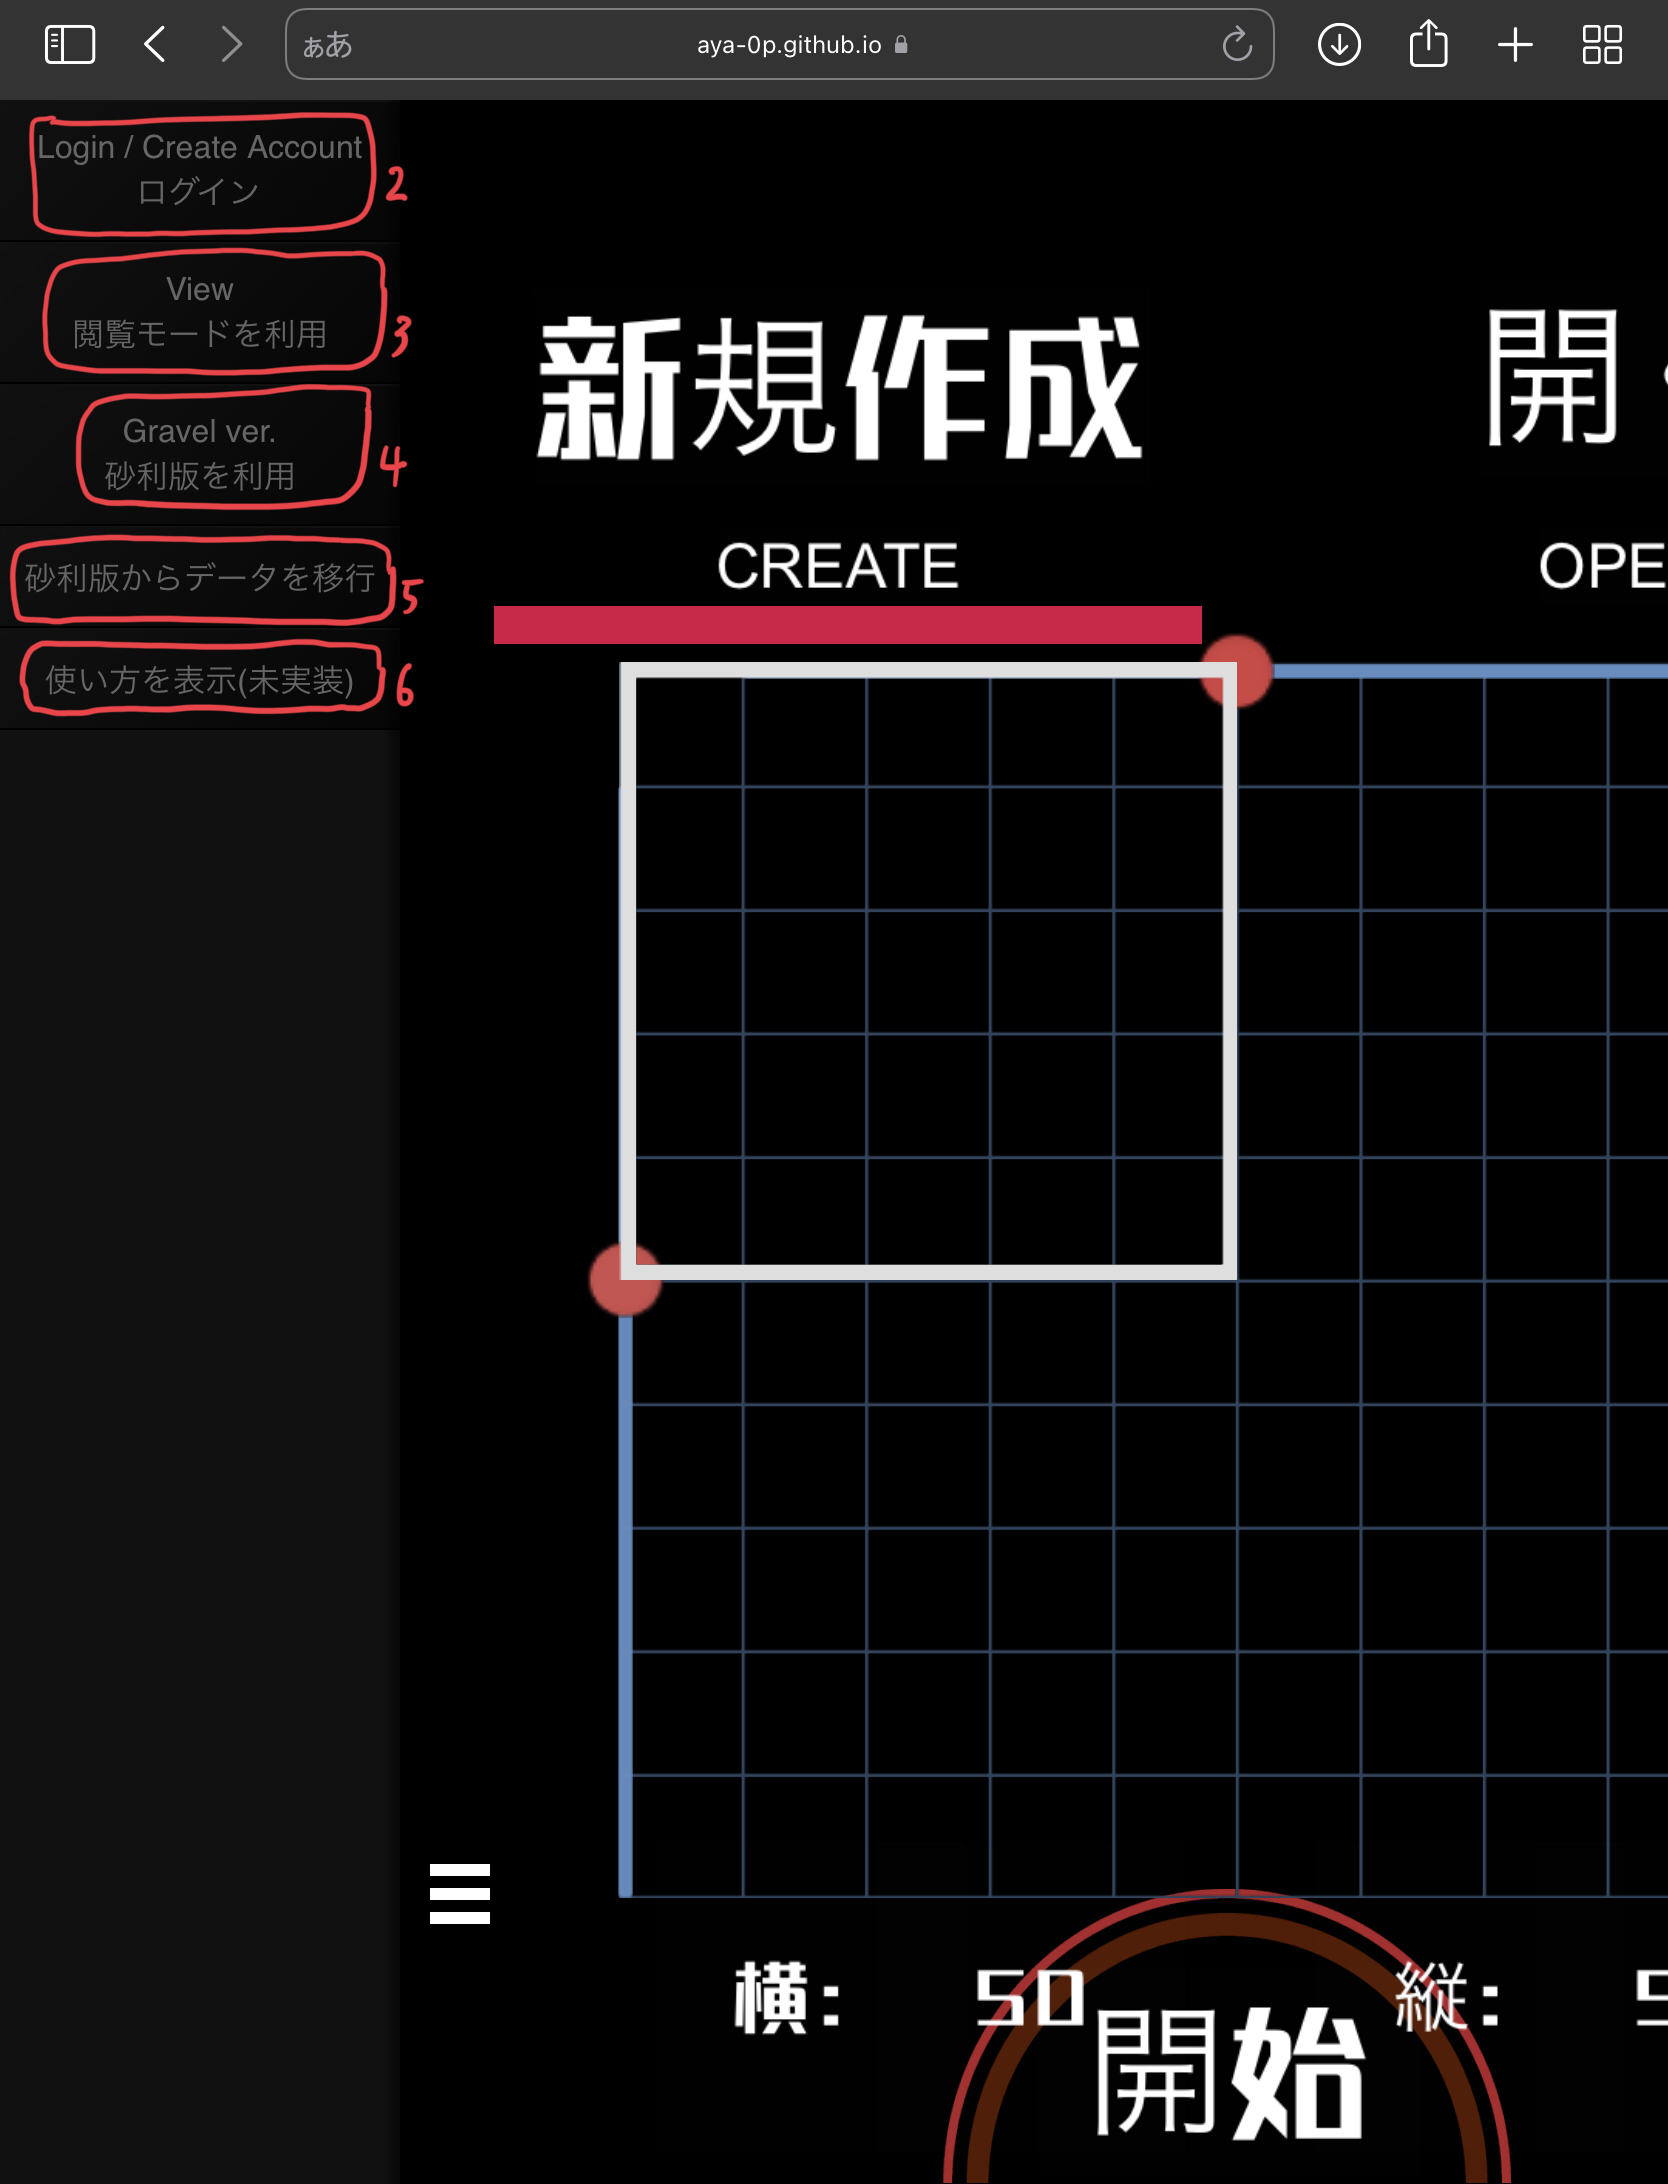 ぁあ
aya-0p.github.io
Login / Create Account
ログイン
2
View
閲覧モードを利用
3
Gravel ver.
砂利版を利用
4
砂利版からデータを移行
5
使い方を表示(未実装)
6
新規作成
開
CREATE
OPE
横:
50
縦:
5
開始